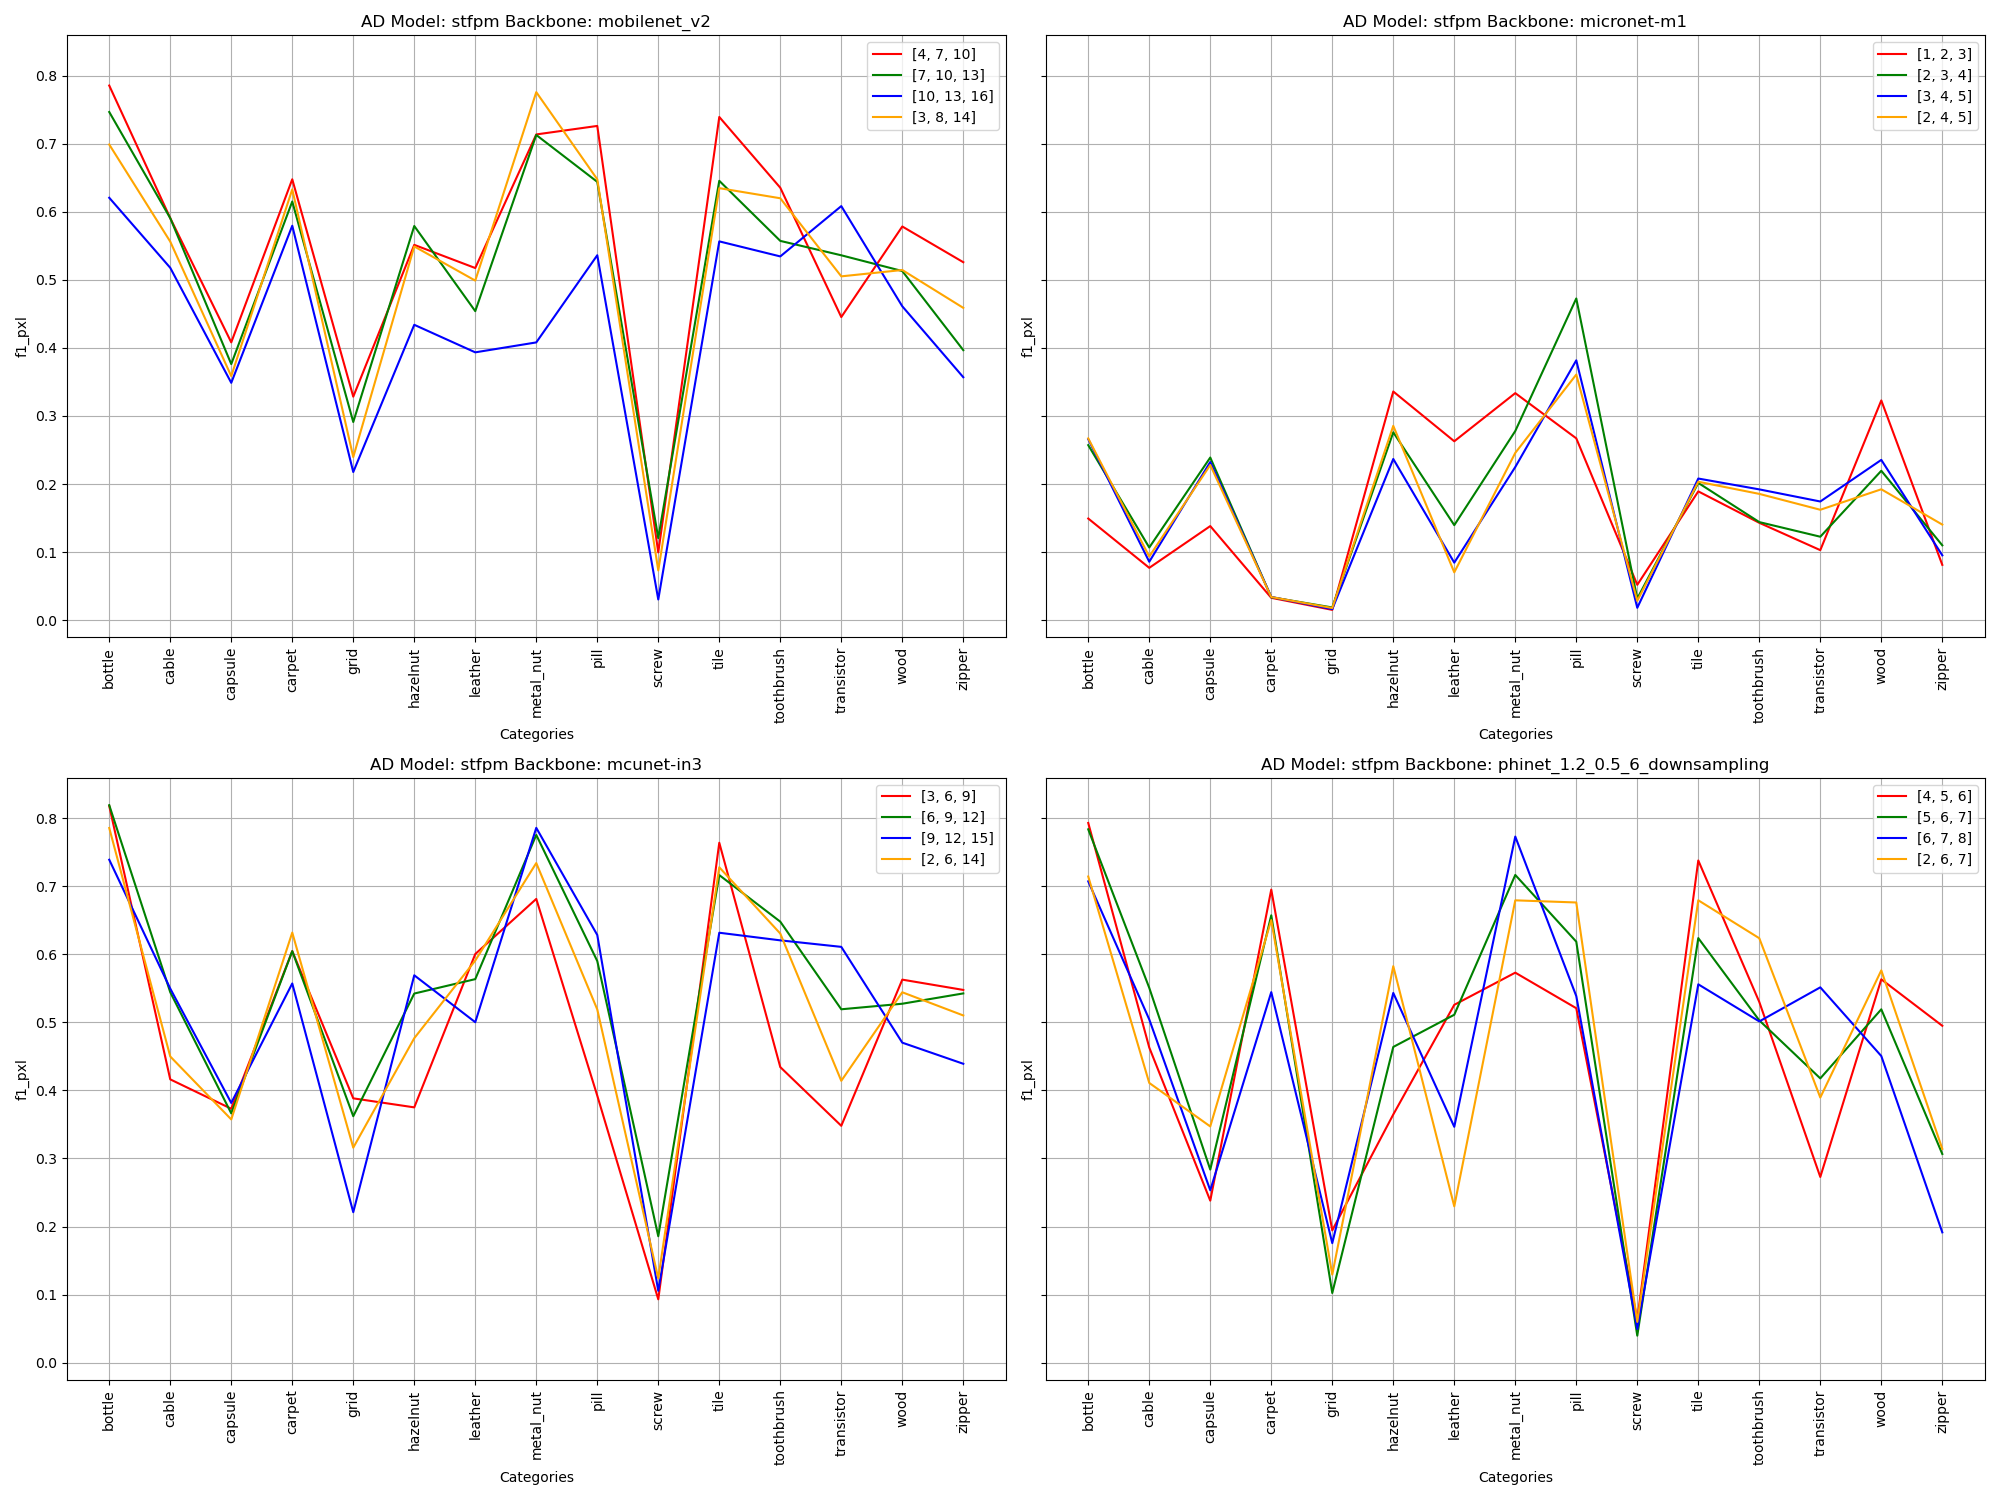 AD Model: stfpm Backbone: mobilenet_v2
f1_pxl
0.8
0.7
0.6
0.5
0.4
0.3
0.2
0.1
0.0
[4, 7, 10]
[7, 10, 13]
[10, 13, 16]
[3, 8, 14]
bottle
cable
capsule
carpet
grid
hazelnut
leather
metal_nut
pill
screw
tile
toothbrush
transistor
wood
zipper
Categories
AD Model: stfpm Backbone: micronet-m1
f1_pxl
[1, 2, 3]
[2, 3, 4]
[3, 4, 5]
[2, 4, 5]
bottle
cable
capsule
carpet
grid
hazelnut
leather
metal_nut
pill
screw
tile
toothbrush
transistor
wood
zipper
Categories
AD Model: stfpm Backbone: mcunet-in3
f1_pxl
0.8
0.7
0.6
0.5
0.4
0.3
0.2
0.1
0.0
[3, 6, 9]
[6, 9, 12]
[9, 12, 15]
[2, 6, 14]
bottle
cable
capsule
carpet
grid
hazelnut
leather
metal_nut
pill
screw
tile
toothbrush
transistor
wood
zipper
Categories
AD Model: stfpm Backbone: phinet_1.2_0.5_6_downsampling
f1_pxl
[4, 5, 6]
[5, 6, 7]
[6, 7, 8]
[2, 6, 7]
bottle
cable
capsule
carpet
grid
hazelnut
leather
metal_nut
pill
screw
tile
toothbrush
transistor
wood
zipper
Categories